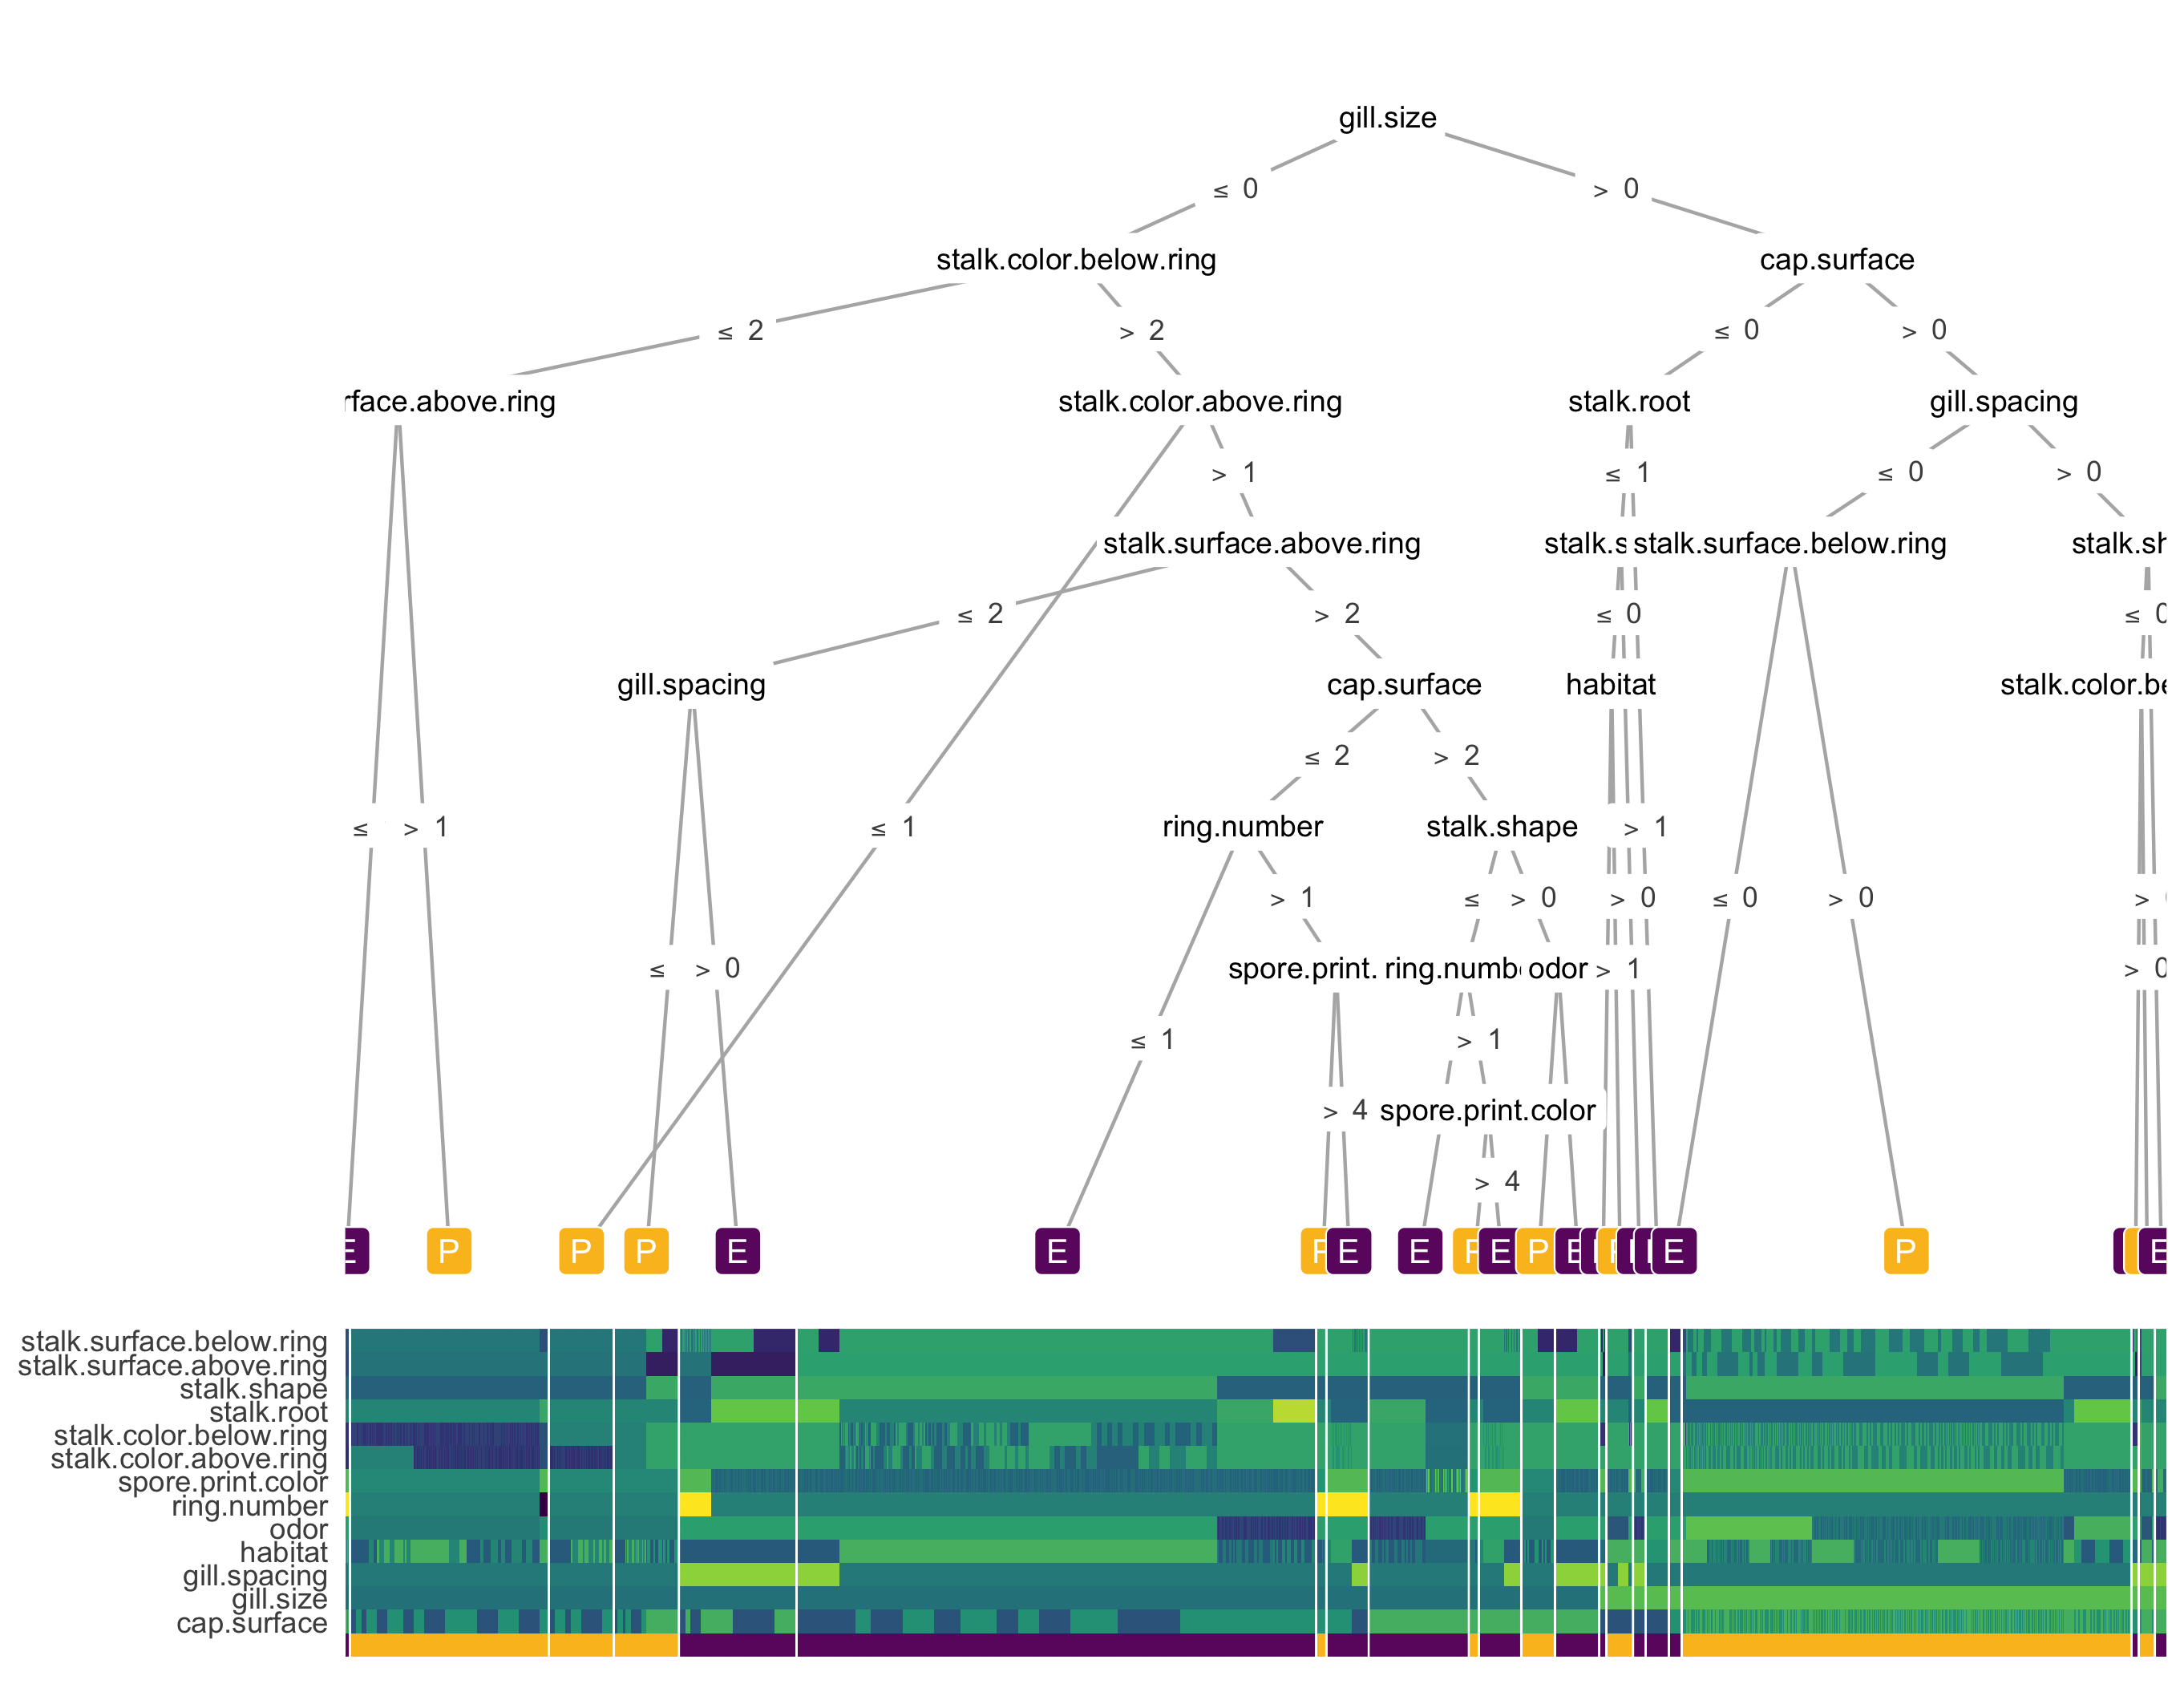 gill.size
≤ 0
> 0
stalk.color.below.ring
cap.surface
≤ 2
> 2
≤ 0
> 0
rface.above.ring
stalk.color.above.ring
stalk.root
gill.spacing
> 1
≤ 1
≤ 0
> 0
stalk.surface.above.ring
stalk.s
stalk.surface.below.ring
stalk.sh
≤ 2
> 2
≤ 0
≤ 0
gill.spacing
cap.surface
habitat
stalk.color.be
≤ 2
> 2
≤
> 1
≤ 1
ring.number
stalk.shape
> 1
> 1
≤
> 0
> 0
≤ 0
> 0
>
≤
> 0
spore.print.
ring.numb
odor
> 1
> 0
≤ 1
> 1
> 4
spore.print.color
> 4
E
P
P
P
E
E
P
E
E
P
E
P
E
E
P
E
stalk.surface.below.ring
stalk.surface.above.ring
stalk.shape
stalk.root
stalk.color.below.ring
stalk.color.above.ring
spore.print.color
ring.number
odor
habitat
gill.spacing
gill.size
cap.surface